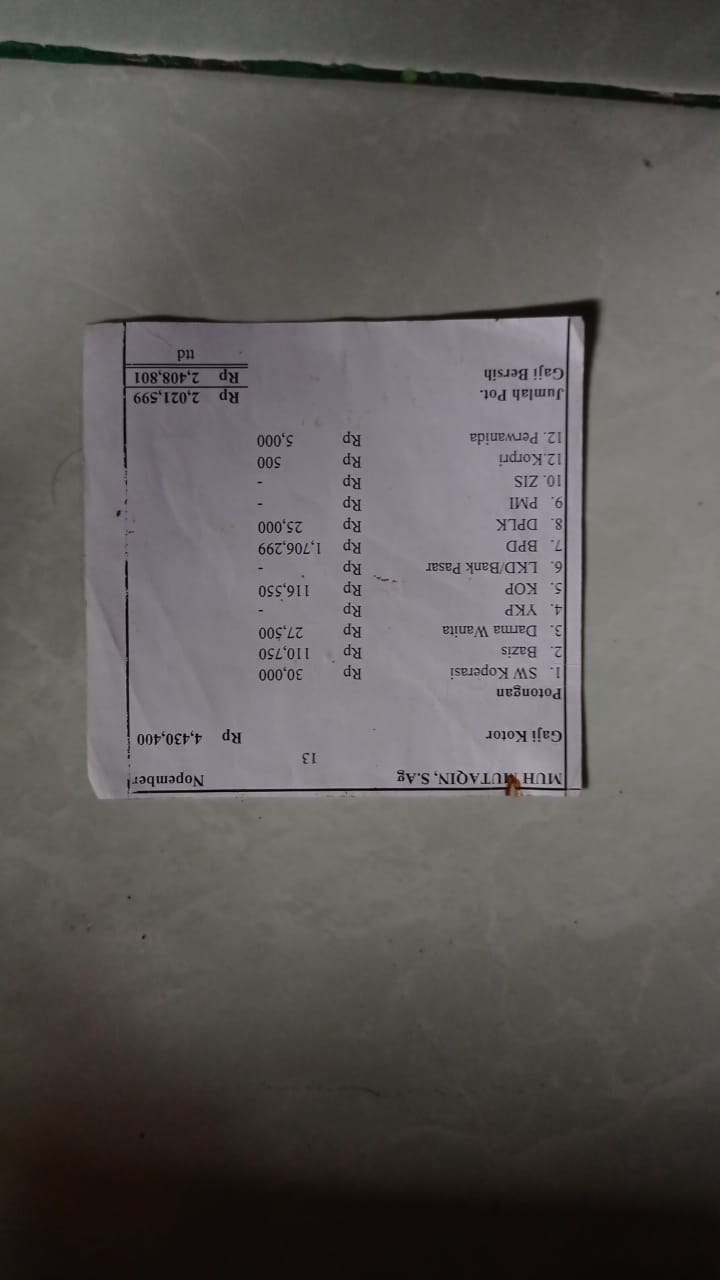 MUH MUTAQIN, S.Ag Nopember
13
Gaji Kotor Rp 4,430,400
Potongan
1. SW Koperasi Rp 30,000
2. Bazis Rp 110,750
3. Darma Wanita Rp 27,500
4. YKP Rp -
5. KOP Rp 116,550
6. LKD/Bank Pasar Rp -
7. BPD Rp 1,706,299
8. DPLK Rp 25,000
9. PMI Rp -
10. ZIS Rp -
12.Korpri Rp 500
12. Perwanida Rp 5,000
Jumlah Pot. Rp 2,021,599
Gaji Bersih Rp 2,408,801
ttd